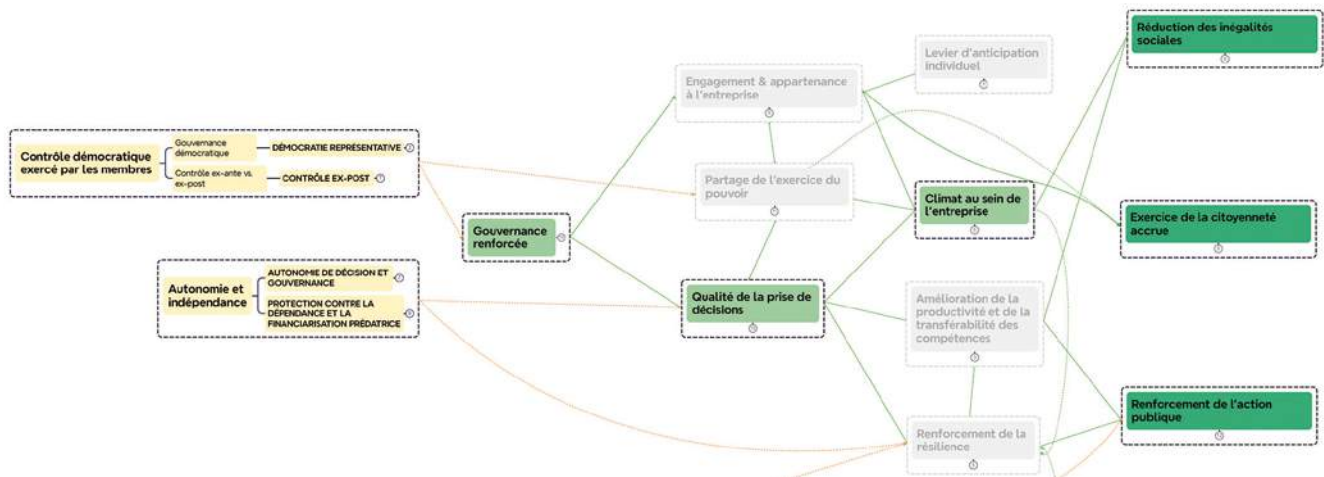 Contrôle démocratique
exercé par les membres
Gouvernance
démocratique
DÉMOCRATIE REPRÉSENTATIVE
Contrôle ex-ante vs.
ex-post
CONTRÔLE EX-POST
Autonomie et
indépendance
AUTONOMIE DE DÉCISION ET
GOUVERNANCE
PROTECTION CONTRE LA
DÉPENDANCE ET LA
FINANCIARISATION PRÉDATRICE
Gouvernance
renforcée
Engagement & appartenance
à l'entreprise
Partage de l'exercice du
pouvoir
Qualité de la prise de
décisions
Levier d'anticipation
individuel
Climat au sein de
l'entreprise
Amélioration de la
productivité et de la
transférabilité des
compétences
Renforcement de la
résilience
Réduction des inégalités
sociales
Exercice de la citoyenneté
accrue
Renforcement de l'action
publique